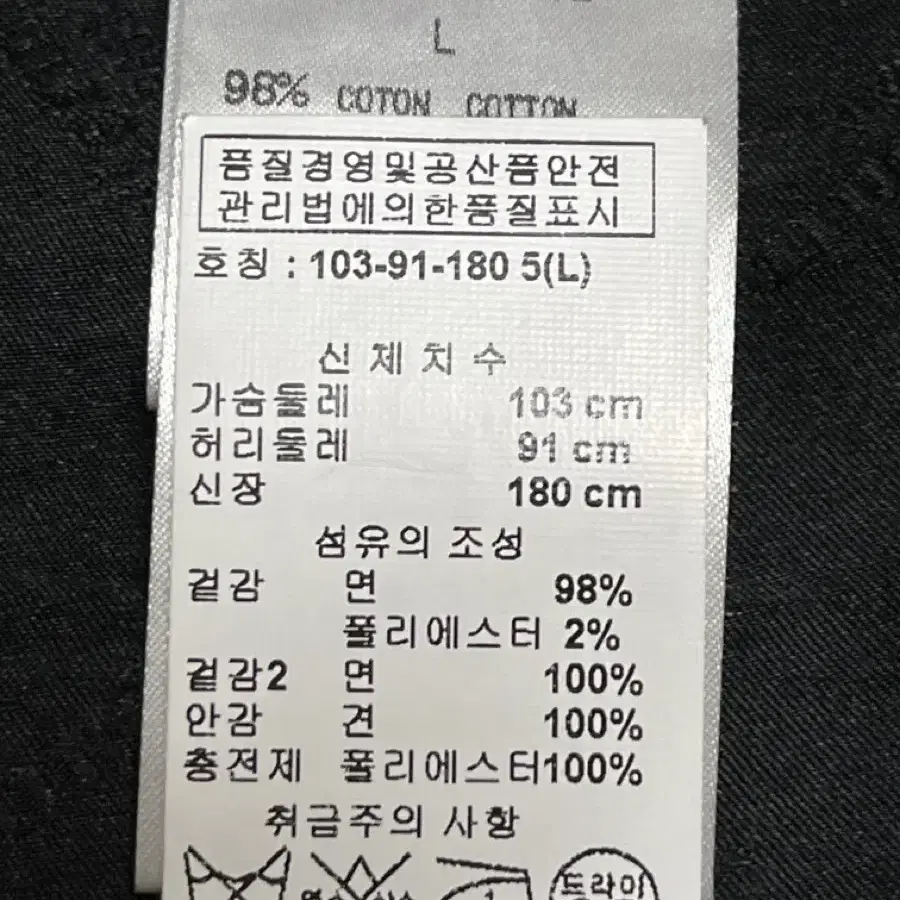 L
98% COTON COTTON
품질경영및공산품안전
관리법에의한품질표시
호칭 : 103-91-180 5(L)
신체치수
가슴둘레 103 cm
허리둘레 91 cm
신장 180 cm
섬유의 조성
겉감 면 98%
폴리에스터 2%
겉감2 면 100%
안감 견 100%
충전제 폴리에스터100%
취급주의 사항
드라이